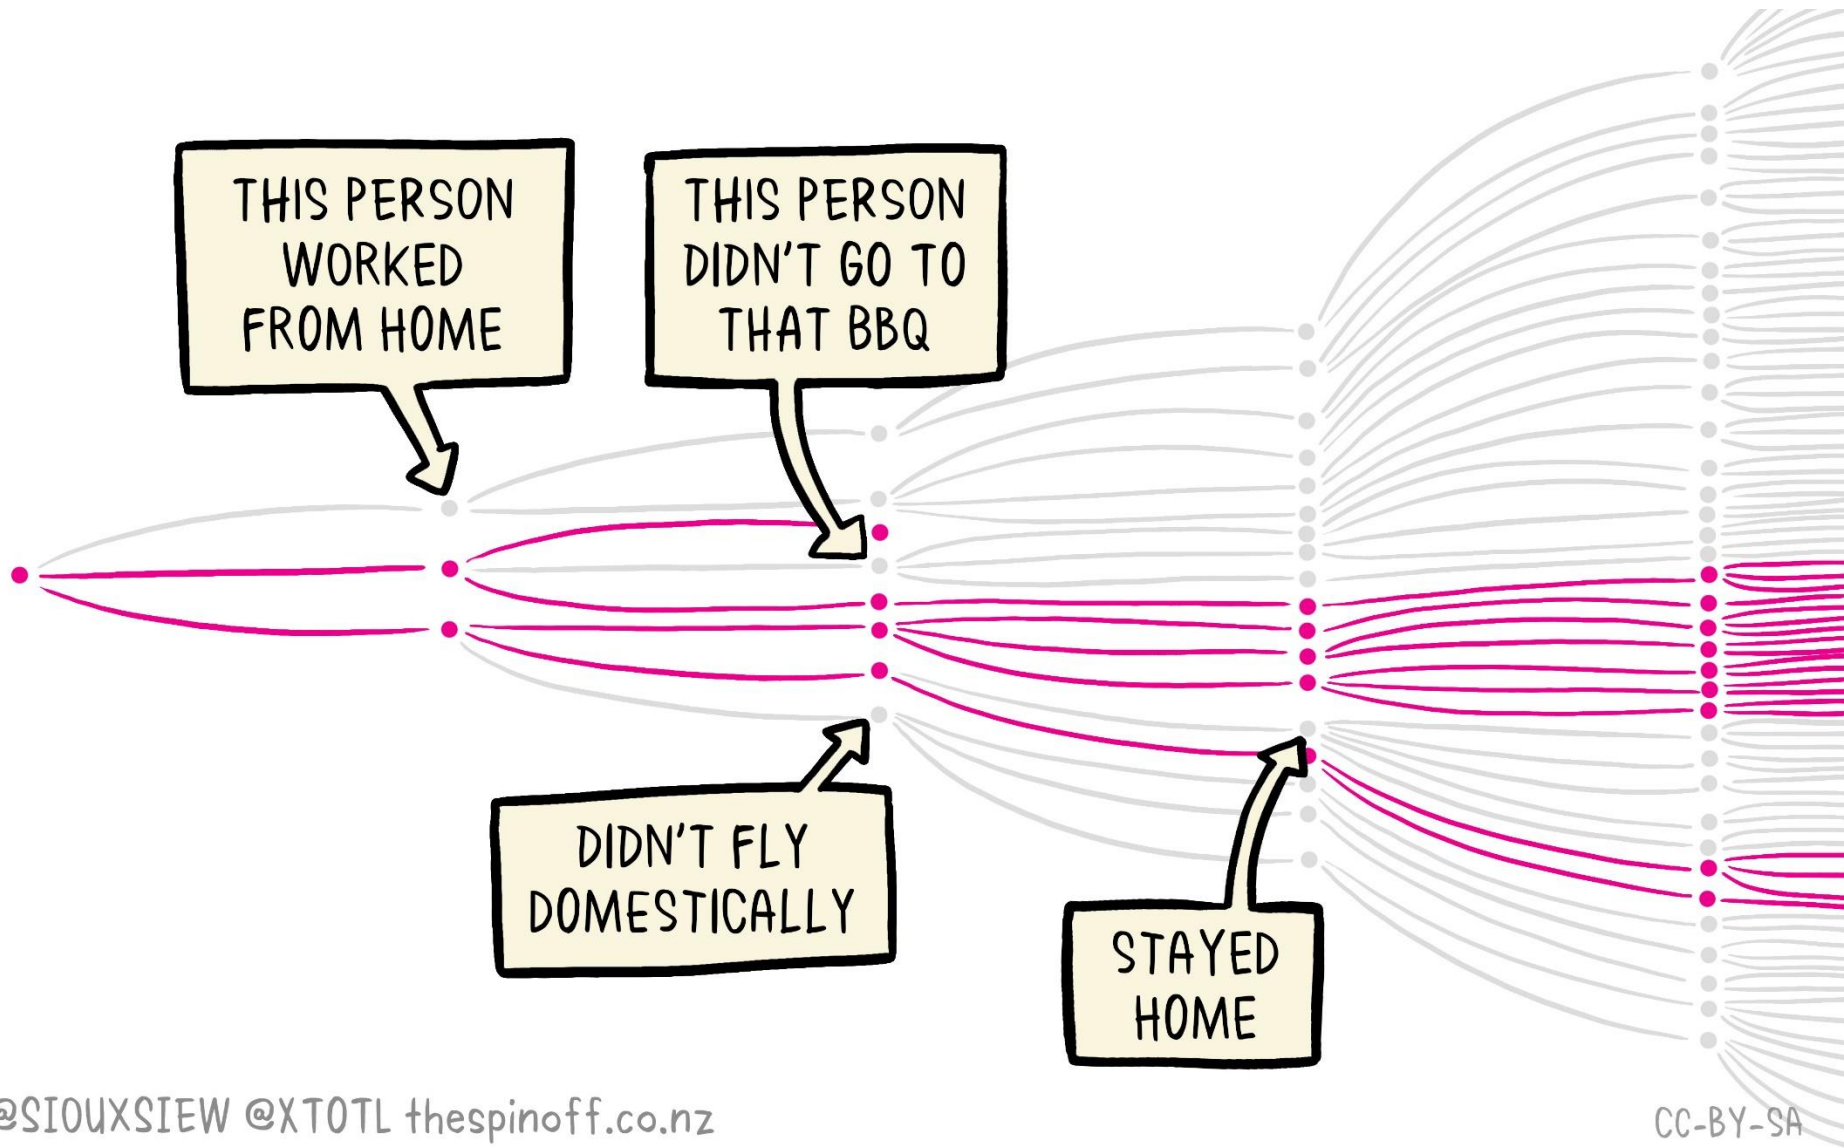 THIS PERSON
WORKED
FROM HOME
THIS PERSON
DIDN'T GO TO
THAT BBQ
DIDN'T FLY
DOMESTICALLY
STAYED
HOME
@SIOUXSIEW @XTOTL thespinoff.co.nz
CC-BY-SA